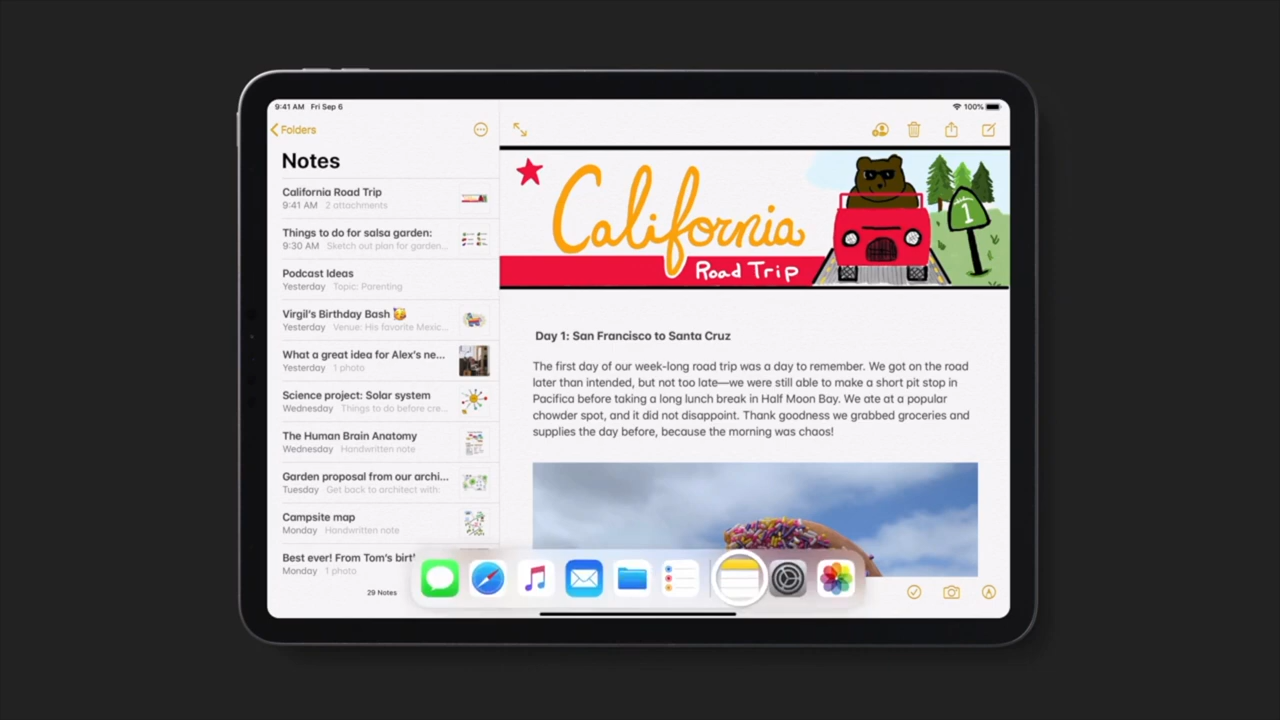 9:41 AM Fri Sep 6
100%
Folders
Notes
California Road Trip
9:41 AM 2 attachments
Things to do for salsa garden:
9:30 AM Sketch out plan for garden...
Podcast Ideas
Yesterday Topic: Parenting
Virgil's Birthday Bash 🥳
Yesterday Venue: His favorite Mexic...
What a great idea for Alex's ne...
Yesterday 1 photo
Science project: Solar system
Wednesday Things to do before cre...
The Human Brain Anatomy
Wednesday Handwritten note
Garden proposal from our archi...
Tuesday Get back to architect with:
Campsite map
Monday Handwritten note
Best ever! From Tom's birt
Monday 1 photo
29 Notes
California
Road Trip
1
Day 1: San Francisco to Santa Cruz
The first day of our week-long road trip was a day to remember. We got on the road
later than intended, but not too late—we were still able to make a short pit stop in
Pacifica before taking a long lunch break in Half Moon Bay. We ate at a popular
chowder spot, and it did not disappoint. Thank goodness we grabbed groceries and
supplies the day before, because the morning was chaos!